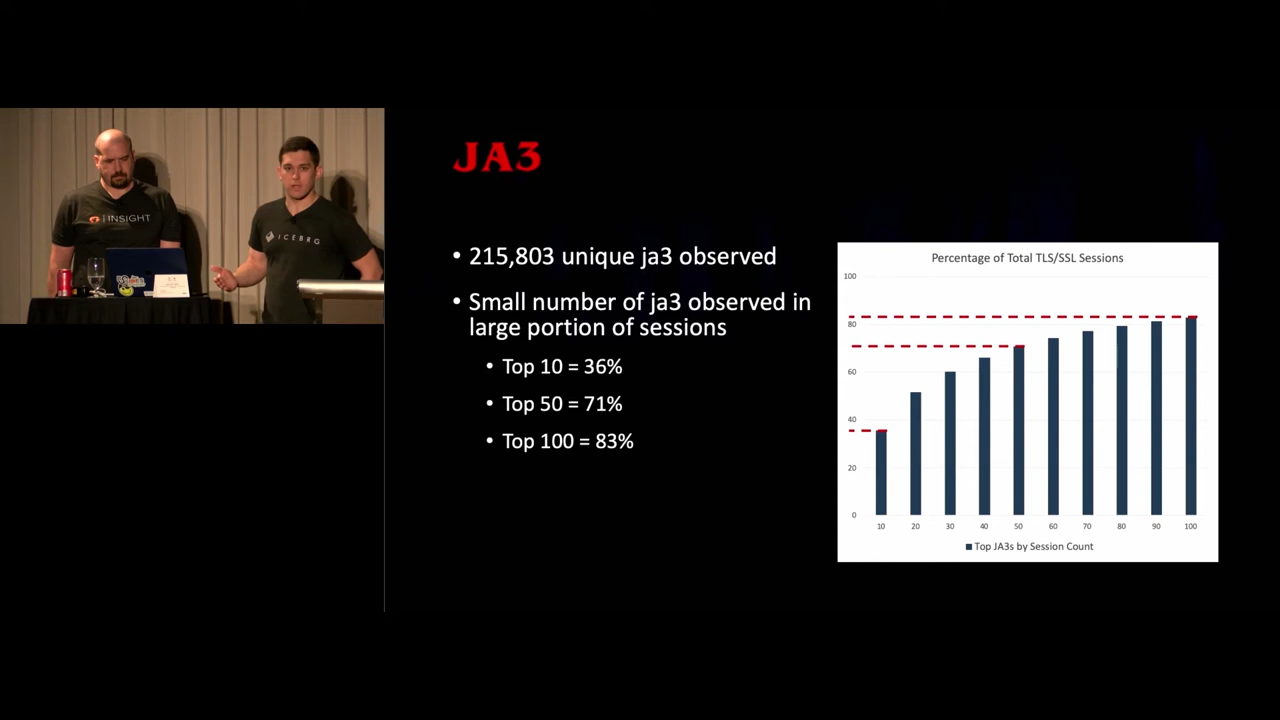 INSIGHT
ICEBRG
JA3
• 215,803 unique ja3 observed
• Small number of ja3 observed in
large portion of sessions
• Top 10 = 36%
• Top 50 = 71%
• Top 100 = 83%
Percentage of Total TLS/SSL Sessions
100
80
60
40
20
0
10 20 30 40 50 60 70 80 90 100
Top JA3s by Session Count